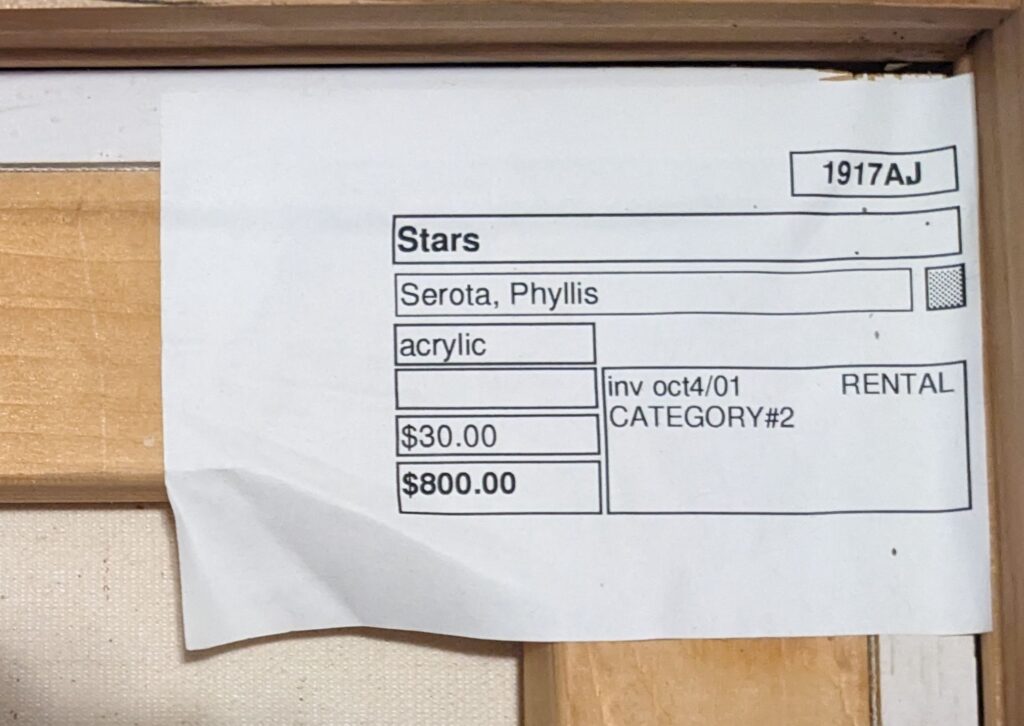 1917AJ
Stars
Serota, Phyllis
acrylic
inv oct4/01 RENTAL
CATEGORY#2
$30.00
$800.00